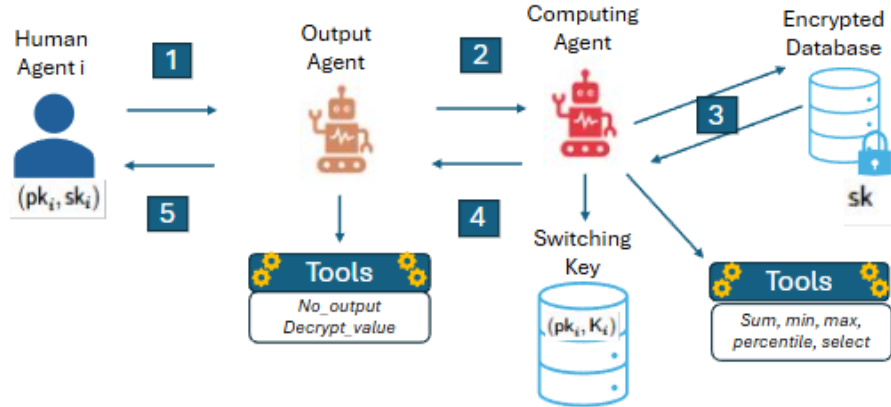 Human
Agent i
1
Output
Agent
2
Computing
Agent
Encrypted
Database
3
(pkᵢ, skᵢ)
5
4
sk
Switching
Key
Tools
No_output
Decrypt_value
(pkᵢ, Kᵢ)
Tools
Sum, min, max,
percentile, select